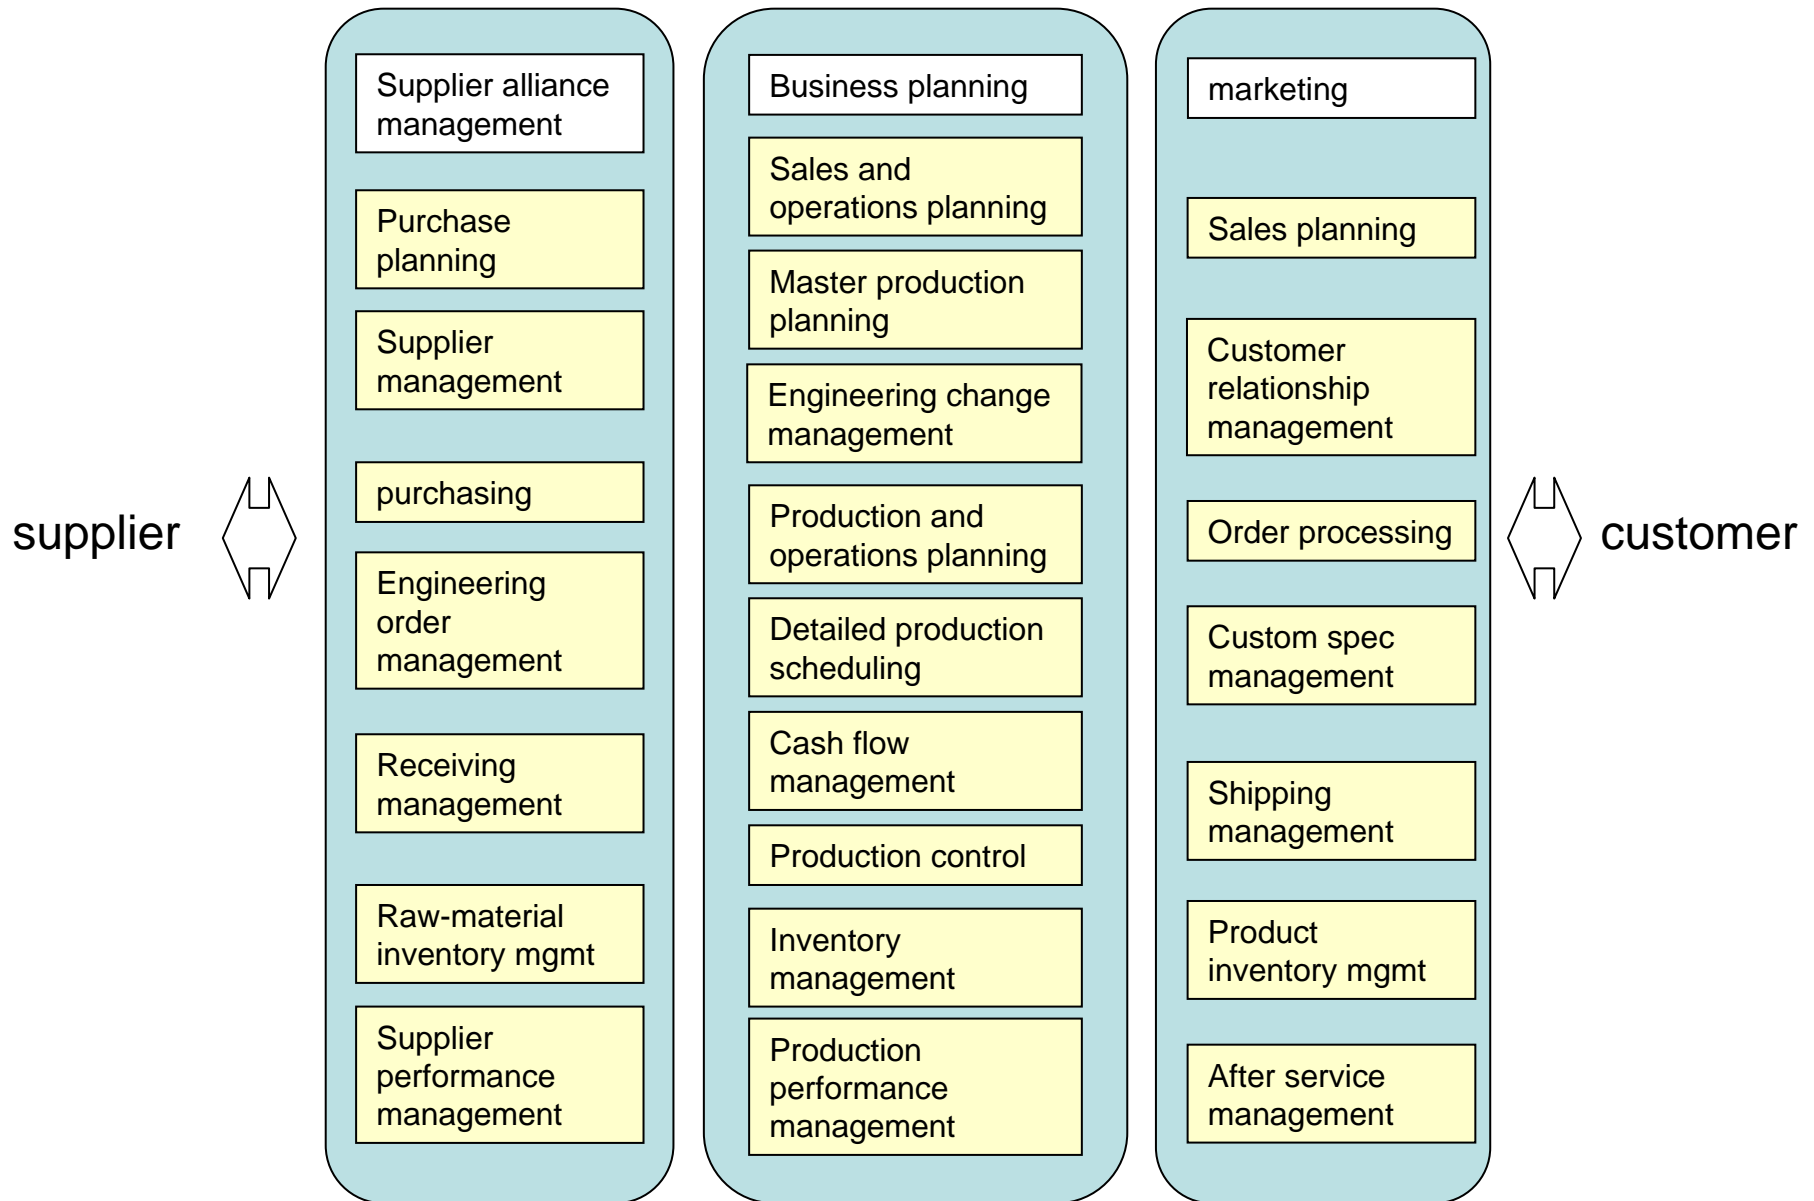 supplier
Supplier alliance
management
Purchase
planning
Supplier
management
purchasing
Engineering
order
management
Receiving
management
Raw-material
inventory mgmt
Supplier
performance
management
Business planning
Sales and
operations planning
Master production
planning
Engineering change
management
Production and
operations planning
Detailed production
scheduling
Cash flow
management
Production control
Inventory
management
Production
performance
management
marketing
Sales planning
Customer
relationship
management
Order processing
Custom spec
management
Shipping
management
Product
inventory mgmt
After service
management
customer